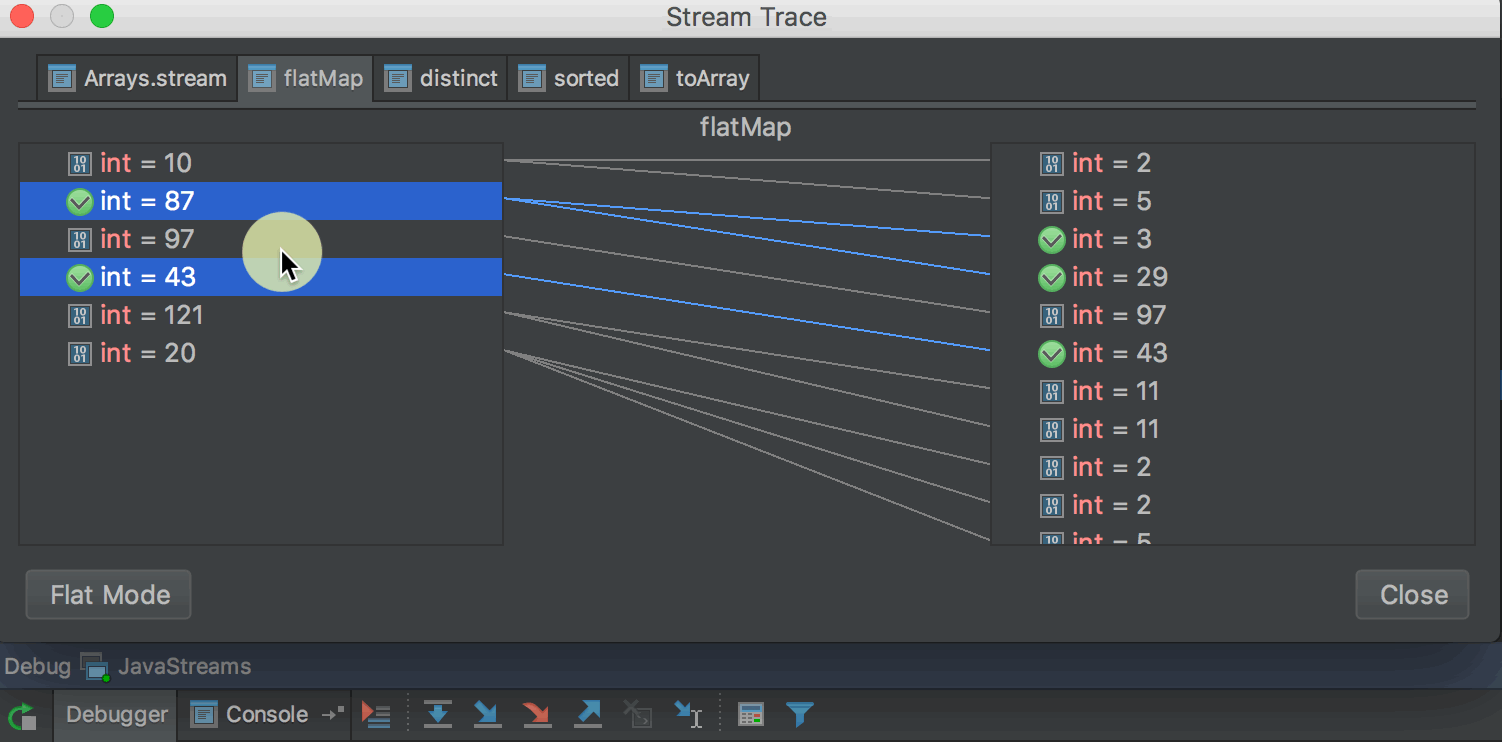 Stream Trace
Arrays.stream flatMap distinct sorted toArray
flatMap
int = 10
int = 87
int = 97
int = 43
int = 121
int = 20
int = 2
int = 5
int = 3
int = 29
int = 97
int = 43
int = 11
int = 11
int = 2
int = 2
int = 5
Flat Mode
Close
Debug JavaStreams
Debugger Console